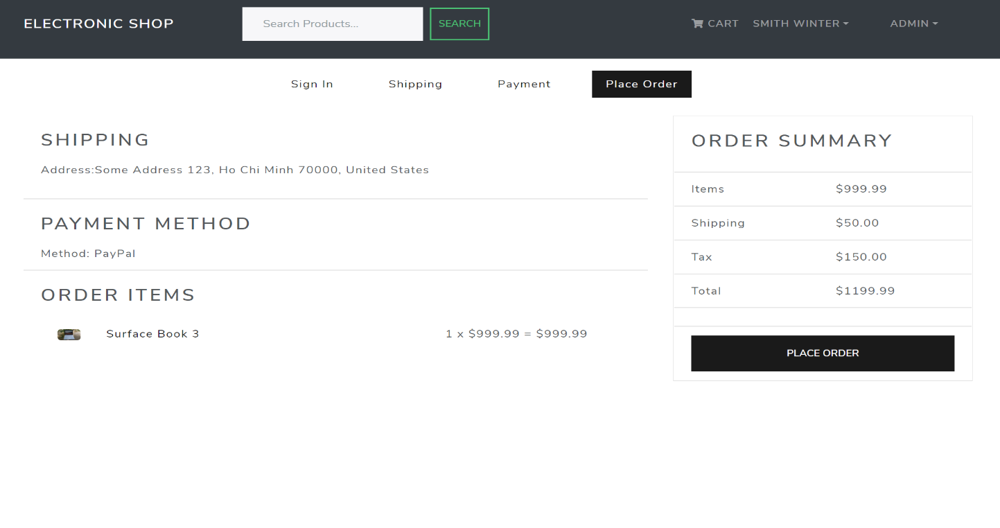 ELECTRONIC SHOP
Search Products...
SEARCH
CART
SMITH WINTER
ADMIN
Sign In
Shipping
Payment
Place Order
SHIPPING
Address:Some Address 123, Ho Chi Minh 70000, United States
PAYMENT METHOD
Method: PayPal
ORDER ITEMS
Surface Book 3
1 x $999.99 = $999.99
ORDER SUMMARY
Items $999.99
Shipping $50.00
Tax $150.00
Total $1199.99
PLACE ORDER